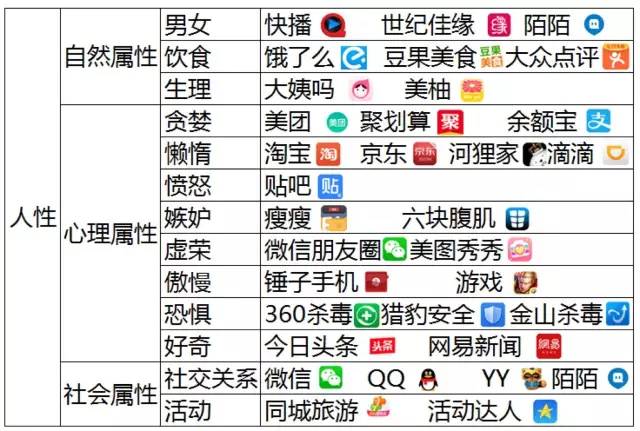 男女 快播 世纪佳缘 陌陌
自然属性 饮食 饿了么 豆果美食 豆果美食 大众点评
生理 大姨吗 美柚
贪婪 美团 美团 聚划算 聚 余额宝 支
懒惰 淘宝 淘 京东 京东 河狸家 滴滴
愤怒 贴吧 贴
人性 心理属性 嫉妒 瘦瘦 六块腹肌
虚荣 微信朋友圈 美图秀秀
傲慢 锤子手机 游戏
恐惧 360杀毒 猎豹安全 金山杀毒
好奇 今日头条 头条 网易新闻 網易
社会属性 社交关系 微信 QQ YY 陌陌
活动 同城旅游 活动达人